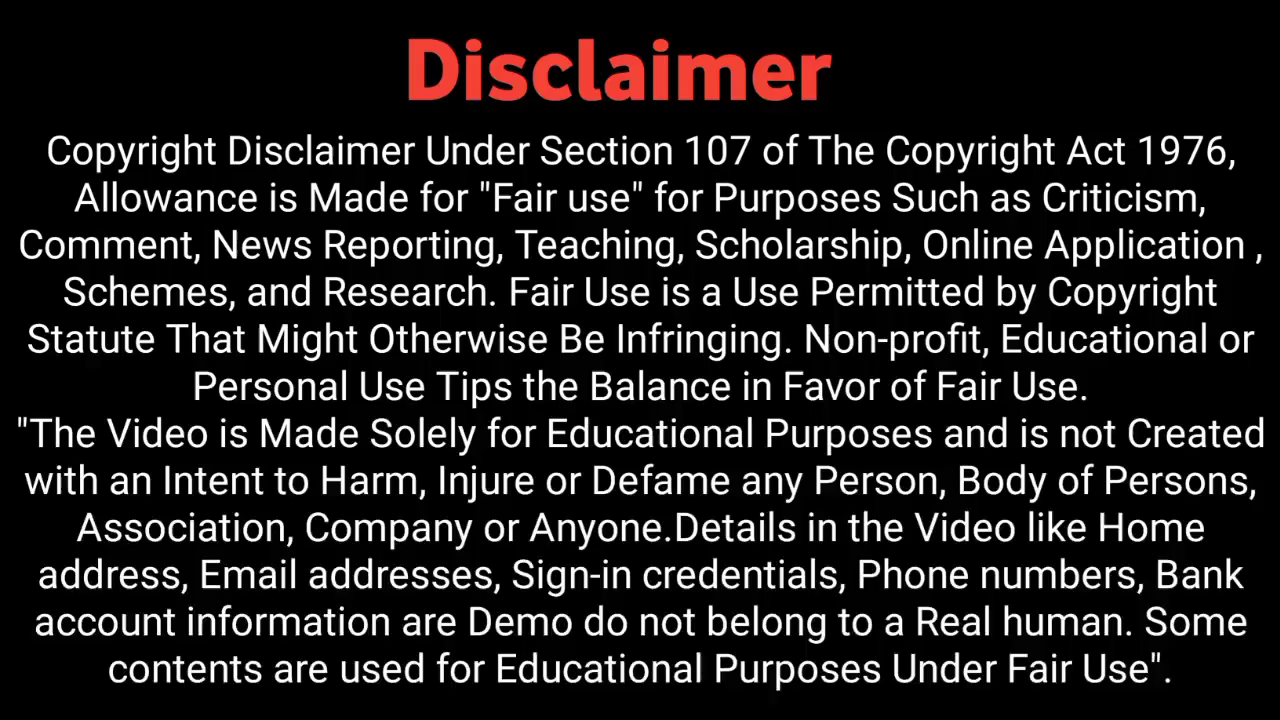 Disclaimer
Copyright Disclaimer Under Section 107 of The Copyright Act 1976,
Allowance is Made for "Fair use" for Purposes Such as Criticism,
Comment, News Reporting, Teaching, Scholarship, Online Application ,
Schemes, and Research. Fair Use is a Use Permitted by Copyright
Statute That Might Otherwise Be Infringing. Non-profit, Educational or
Personal Use Tips the Balance in Favor of Fair Use.
"The Video is Made Solely for Educational Purposes and is not Created
with an Intent to Harm, Injure or Defame any Person, Body of Persons,
Association, Company or Anyone.Details in the Video like Home
address, Email addresses, Sign-in credentials, Phone numbers, Bank
account information are Demo do not belong to a Real human. Some
contents are used for Educational Purposes Under Fair Use".